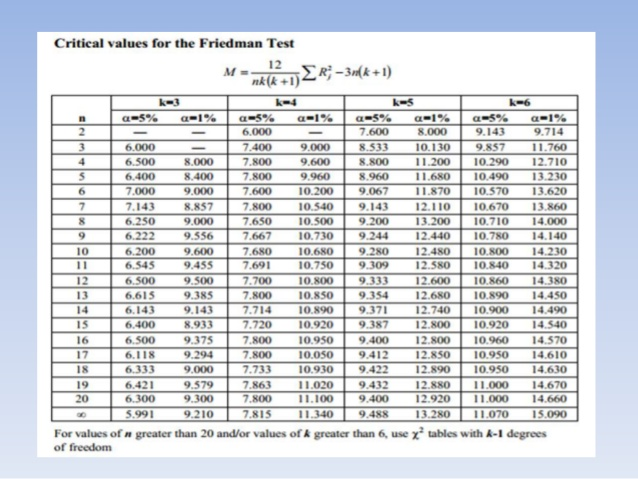 Critical values for the Friedman Test
M = 12/nk(k+1) ∑ R_j^2 − 3n(k+1)
k=3 k=4 k=5 k=6
n α=5% α=1% α=5% α=1% α=5% α=1% α=5% α=1%
2 — — 6.000 — 7.600 8.000 9.143 9.714
3 6.000 — 7.400 9.000 8.533 10.130 9.857 11.760
4 6.500 8.000 7.800 9.600 8.800 11.200 10.290 12.710
5 6.400 8.400 7.800 9.960 8.960 11.680 10.490 13.230
6 7.000 9.000 7.600 10.200 9.067 11.870 10.570 13.620
7 7.143 8.857 7.800 10.540 9.143 12.110 10.670 13.860
8 6.250 9.000 7.650 10.500 9.200 13.200 10.710 14.000
9 6.222 9.556 7.667 10.730 9.244 12.440 10.780 14.140
10 6.200 9.600 7.680 10.680 9.280 12.480 10.800 14.230
11 6.545 9.455 7.691 10.750 9.309 12.580 10.840 14.320
12 6.500 9.500 7.700 10.800 9.333 12.600 10.860 14.380
13 6.615 9.385 7.800 10.850 9.354 12.680 10.890 14.450
14 6.143 9.143 7.714 10.890 9.371 12.740 10.900 14.490
15 6.400 8.933 7.720 10.920 9.387 12.800 10.920 14.540
16 6.500 9.375 7.800 10.950 9.400 12.800 10.960 14.570
17 6.118 9.294 7.800 10.050 9.412 12.850 10.950 14.610
18 6.333 9.000 7.733 10.930 9.422 12.890 10.950 14.630
19 6.421 9.579 7.863 11.020 9.432 12.880 11.000 14.670
20 6.300 9.300 7.800 11.100 9.400 12.920 11.000 14.660
∞ 5.991 9.210 7.815 11.340 9.488 13.280 11.070 15.090
For values of n greater than 20 and/or values of k greater than 6, use χ² tables with k-1 degrees
of freedom